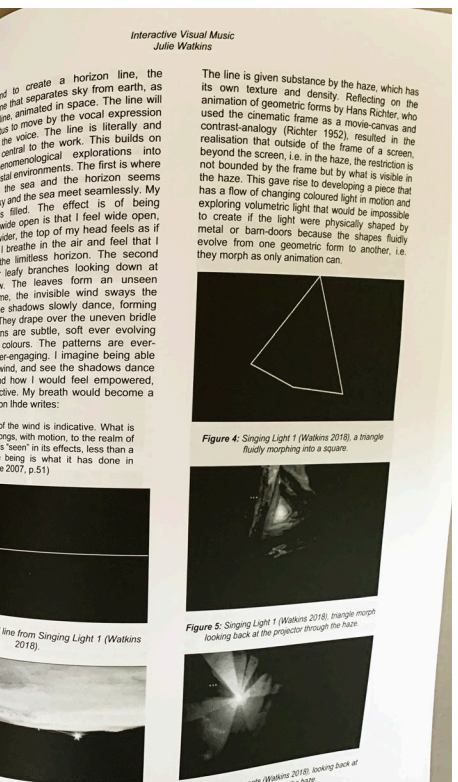 Interactive Visual Music
Julie Watkins
to create a horizon line, the
that separates sky from earth, as
line, animated in space. The line will
to move by the vocal expression
the voice. The line is literally and
central to the work. This builds on
explorations into
environments. The first is where
the sea and the horizon seems
and the sea meet seamlessly. My
filled. The effect is of being
wide open is that I feel wide open,
the top of my head feels as if
I breathe in the air and feel that I
the limitless horizon. The second
leafy branches looking down at
The leaves form an unseen
the invisible wind sways the
shadows slowly dance, forming
They drape over the uneven bridle
are subtle, soft ever evolving
colours. The patterns are ever-
I imagine being able
wind, and see the shadows dance
how I would feel empowered,
My breath would become a
Ihde writes:
of the wind is indicative. What is
with motion, to the realm of
"seen" in its effects, less than a
being is what it has done in
2007, p.51)
line from Singing Light 1 (Watkins
2018).
The line is given substance by the haze, which has
its own texture and density. Reflecting on the
animation of geometric forms by Hans Richter, who
used the cinematic frame as a movie-canvas and
contrast-analogy (Richter 1952), resulted in the
realisation that outside of the frame of a screen,
beyond the screen, i.e. in the haze, the restriction is
not bounded by the frame but by what is visible in
the haze. This gave rise to developing a piece that
has a flow of changing coloured light in motion and
exploring volumetric light that would be impossible
to create if the light were physically shaped by
metal or barn-doors because the shapes fluidly
evolve from one geometric form to another, i.e.
they morph as only animation can.
Figure 4: Singing Light 1 (Watkins 2018), a triangle
fluidly morphing into a square.
Figure 5: Singing Light 1 (Watkins 2018), triangle morph
looking back at the projector through the haze.
(Watkins 2018), looking back at
haze.